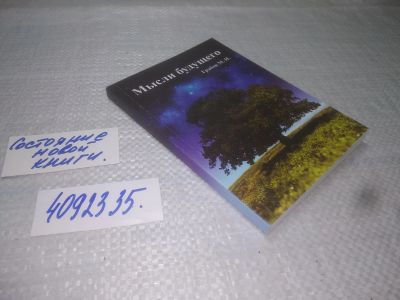 Мысли будущего
Состояние
новой
книги.
4092335.